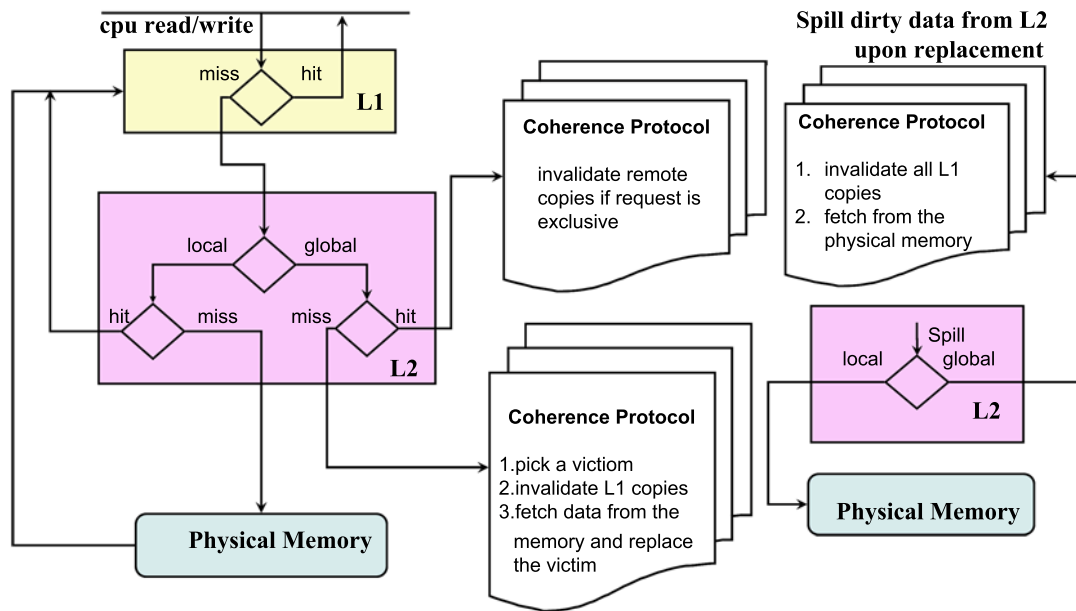 cpu read/write
miss
hit
L1
local
global
hit
miss
miss
hit
L2
Physical Memory
Coherence Protocol
invalidate remote
copies if request is
exclusive
Coherence Protocol
1.pick a victiom
2.invalidate L1 copies
3.fetch data from the
memory and replace
the victim
Spill dirty data from L2
upon replacement
Coherence Protocol
1. invalidate all L1
copies
2. fetch from the
physical memory
Spill
local
global
L2
Physical Memory